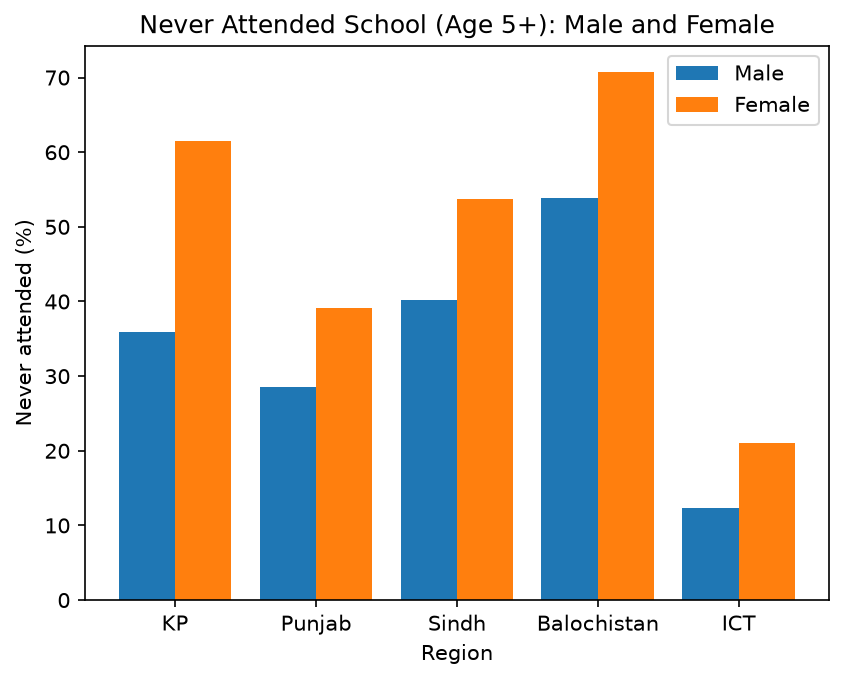 Never Attended School (Age 5+): Male and Female
Male
Female
Never attended (%)
70
60
50
40
30
20
10
0
KP Punjab Sindh Balochistan ICT
Region